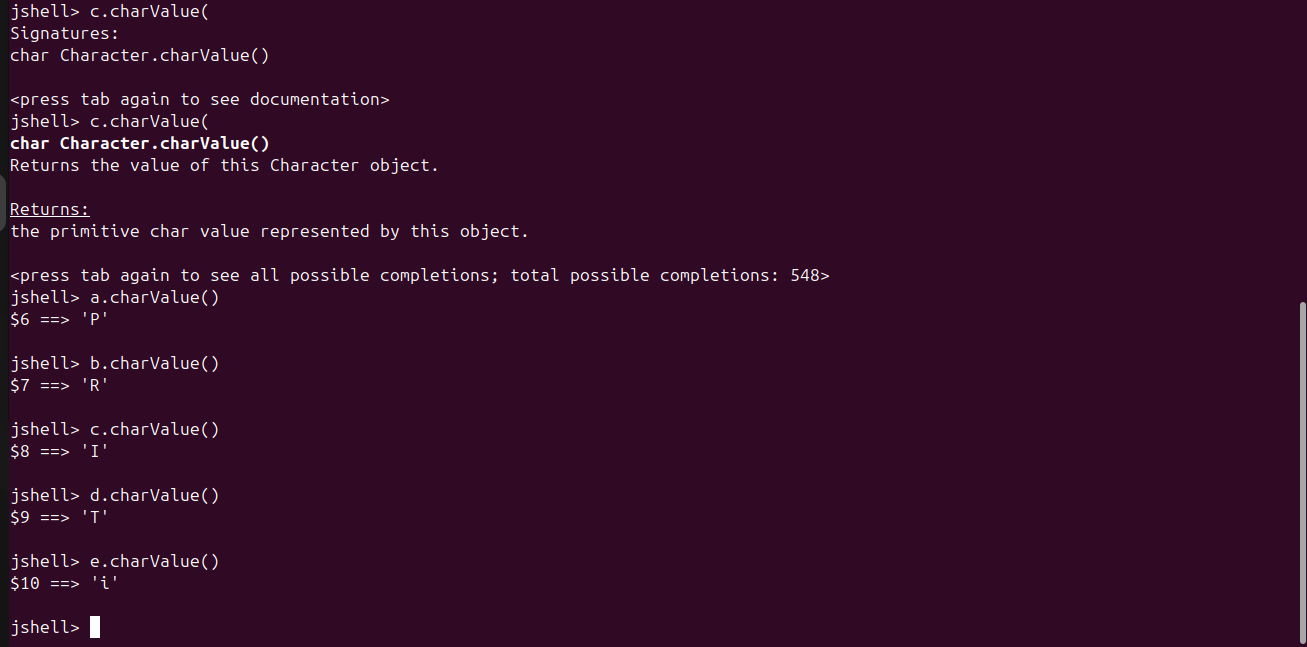 jshell> c.charValue(
Signatures:
char Character.charValue()
<press tab again to see documentation>
jshell> c.charValue(
char Character.charValue()
Returns the value of this Character object.
Returns:
the primitive char value represented by this object.
<press tab again to see all possible completions; total possible completions: 548>
jshell> a.charValue()
$6 ==> 'P'
jshell> b.charValue()
$7 ==> 'R'
jshell> c.charValue()
$8 ==> 'I'
jshell> d.charValue()
$9 ==> 'T'
jshell> e.charValue()
$10 ==> 'i'
jshell>